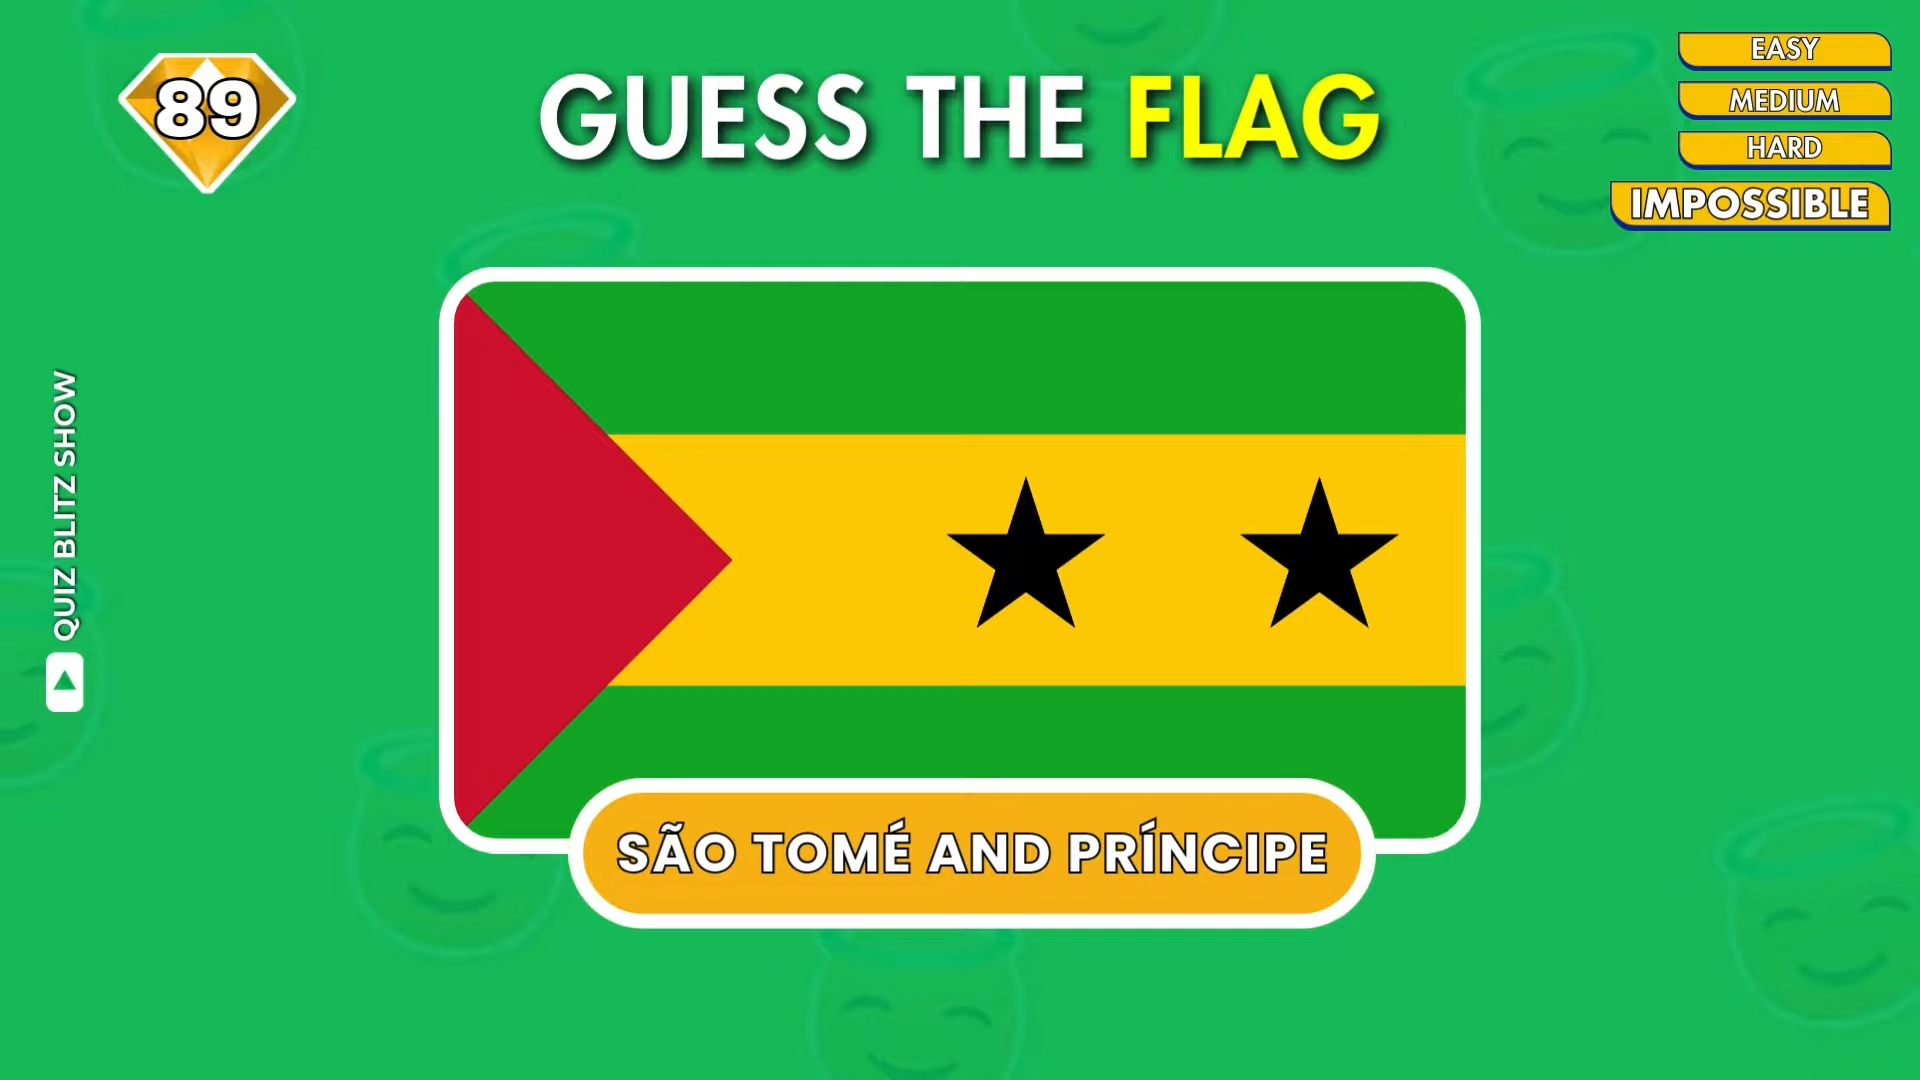 89
GUESS THE FLAG
EASY
MEDIUM
HARD
IMPOSSIBLE
QUIZ BLITZ SHOW
SÃO TOMÉ AND PRÍNCIPE